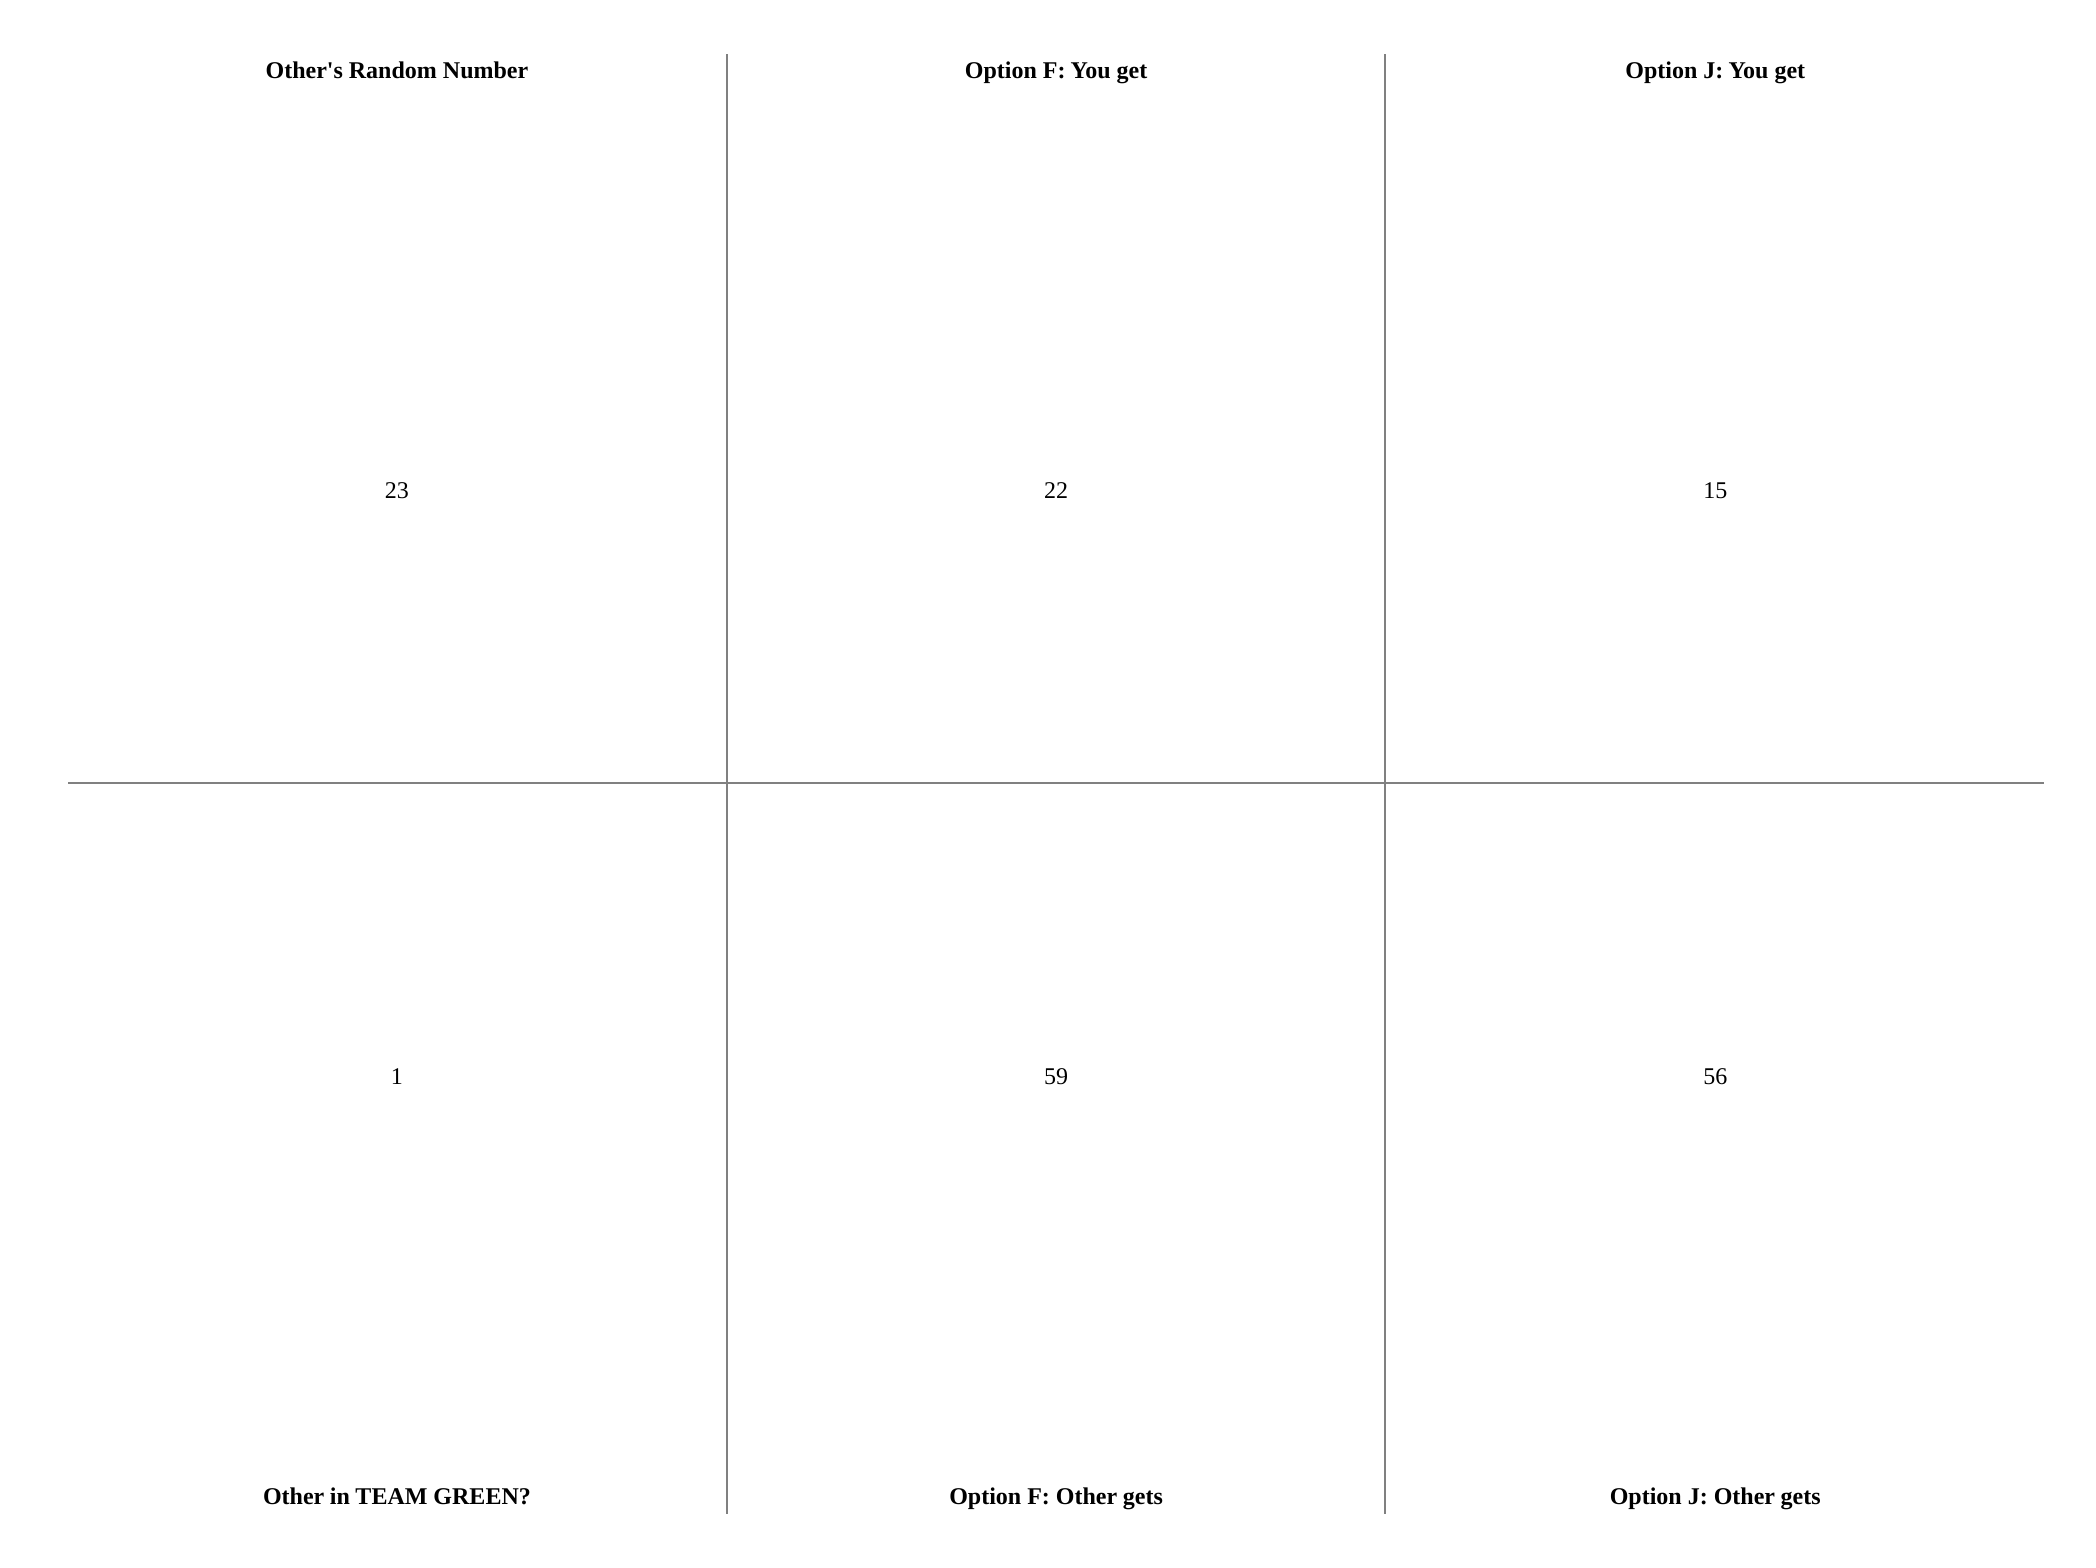 Other's Random Number
Option F: You get
Option J: You get
23
22
15
1
59
56
Other in TEAM GREEN?
Option F: Other gets
Option J: Other gets